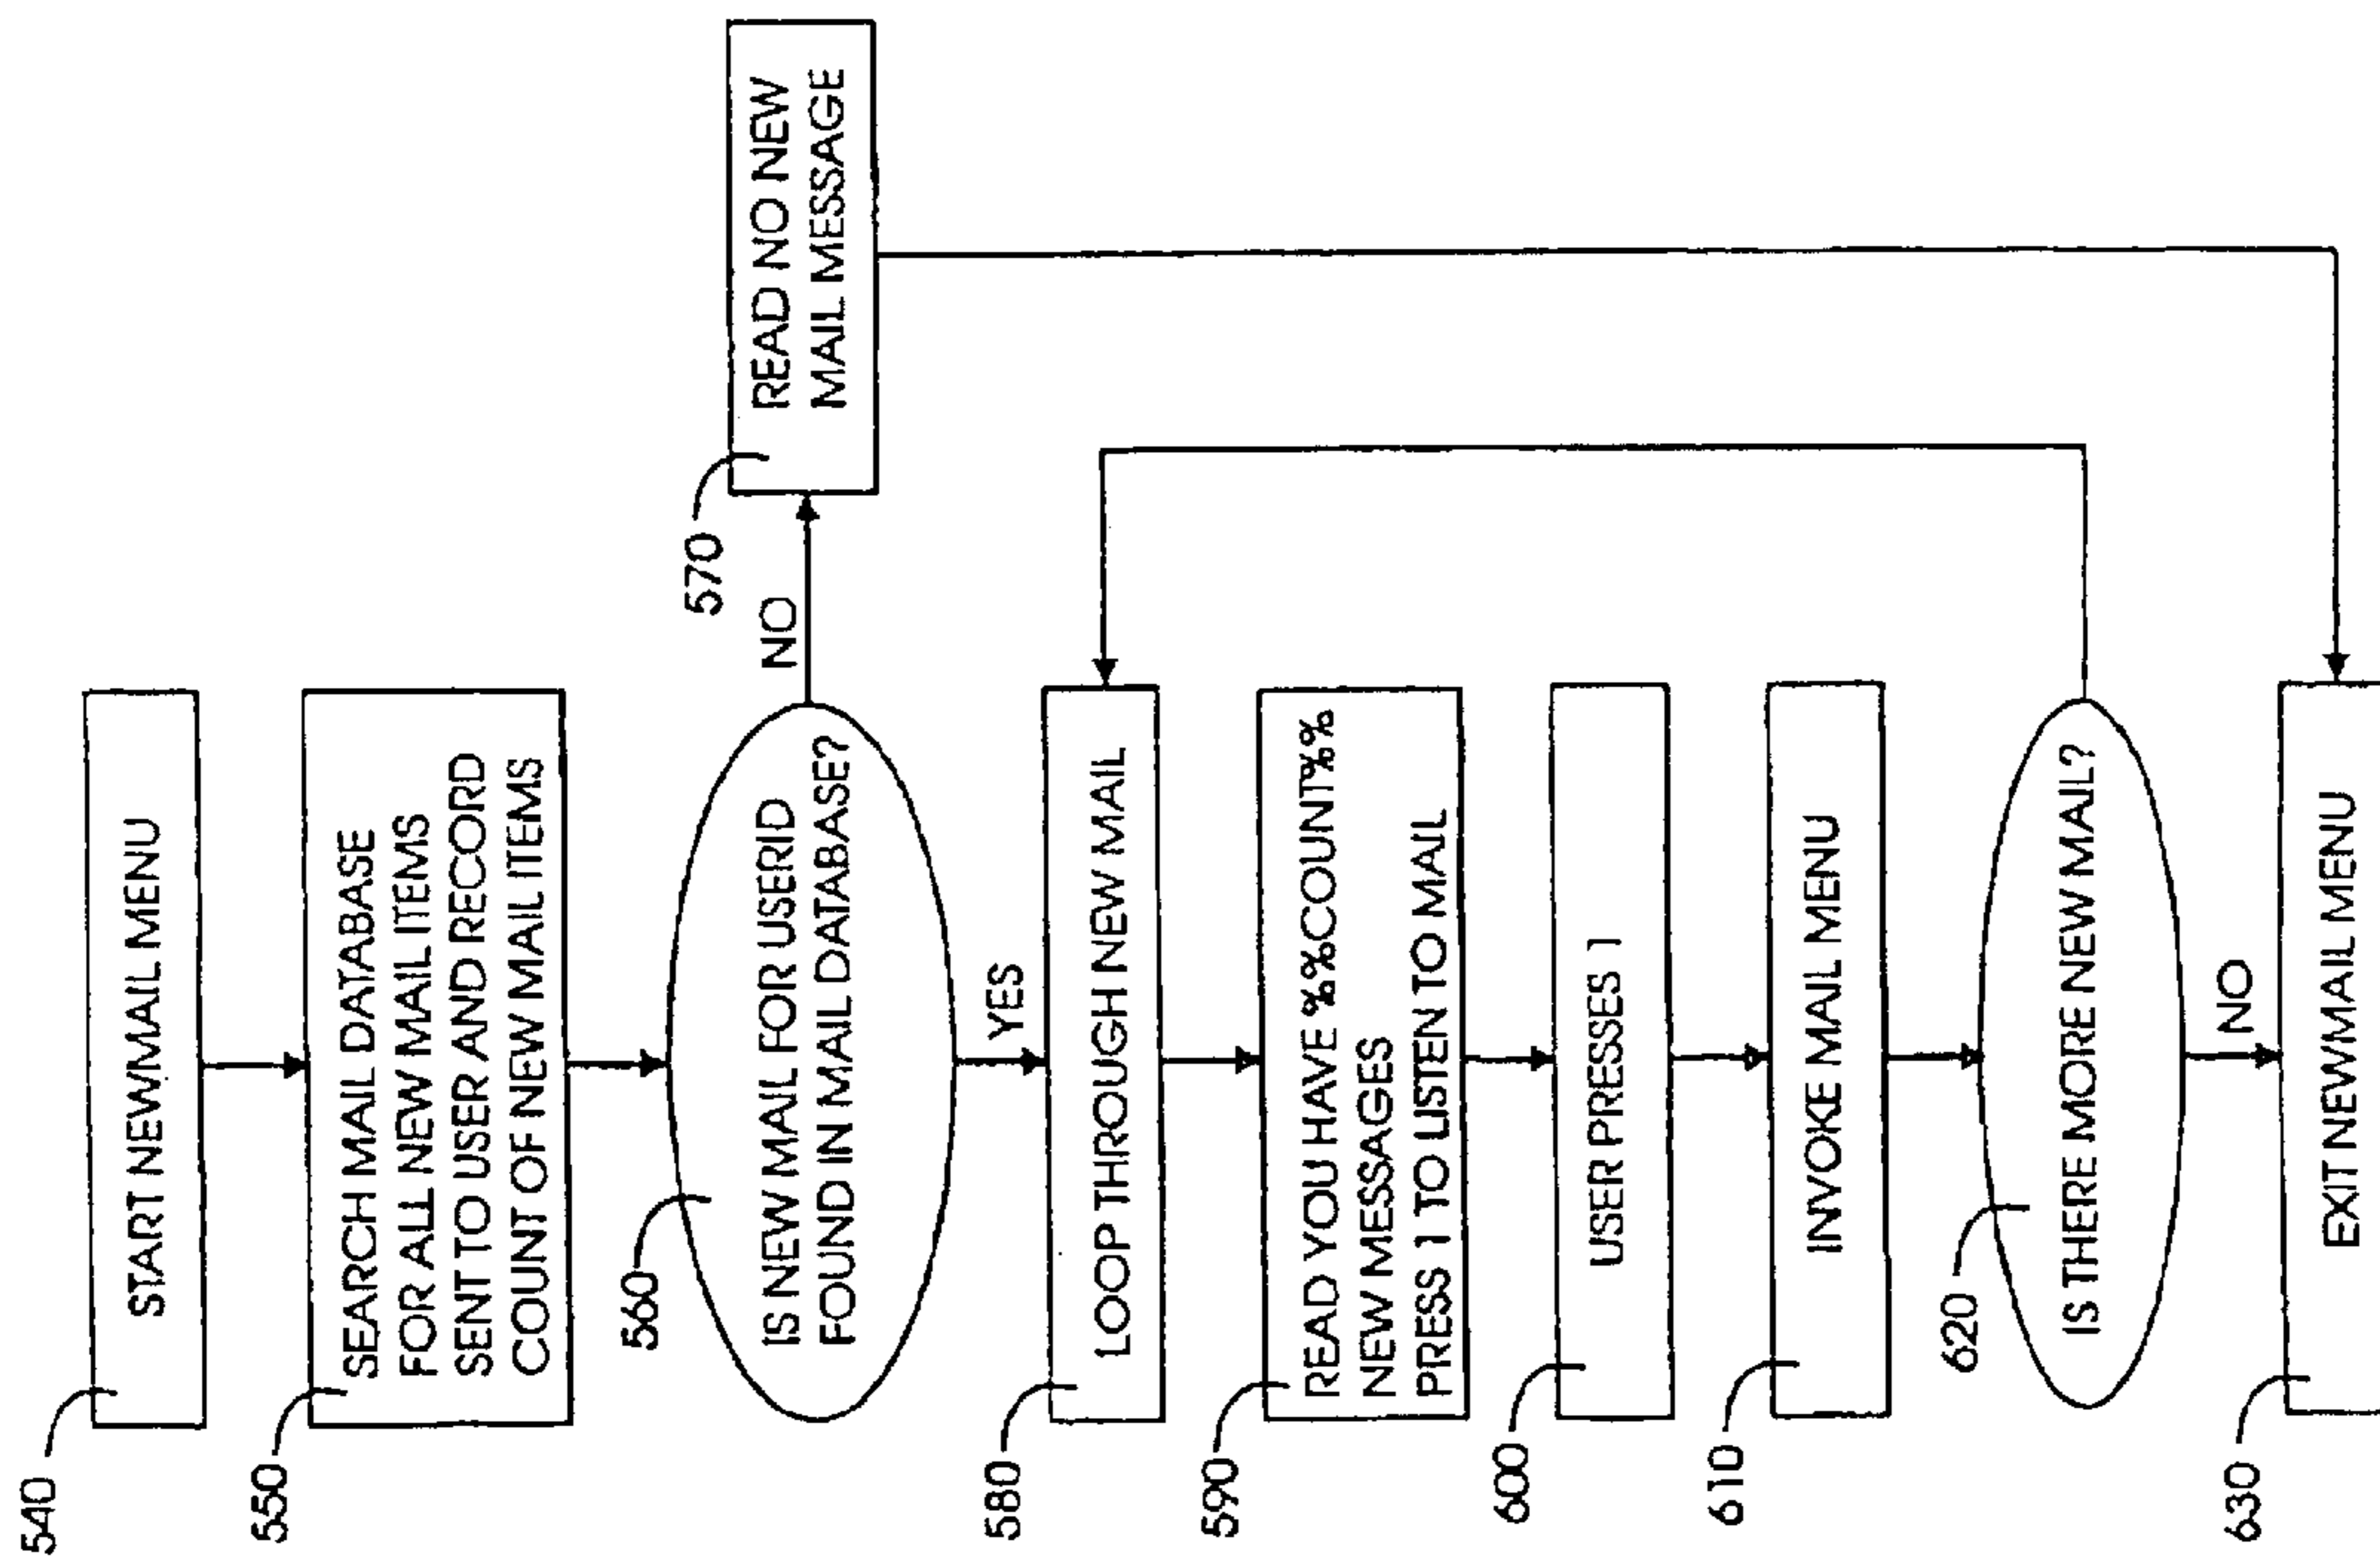 540
START NEWMAIL MENU
550
SEARCH MAIL DATABASE
FOR ALL NEW MAIL ITEMS
SENT TO USER AND RECORD
COUNT OF NEW MAIL ITEMS
560
IS NEW MAIL FOR USERID
FOUND IN MAIL DATABASE?
NO
570
READ NO NEW
MAIL MESSAGE
YES
580
LOOP THROUGH NEW MAIL
590
READ YOU HAVE %%COUNT%%
NEW MESSAGES
PRESS 1 TO LISTEN TO MAIL
600
USER PRESSES 1
610
INVOKE MAIL MENU
620
IS THERE MORE NEW MAIL?
NO
630
EXIT NEWMAIL MENU